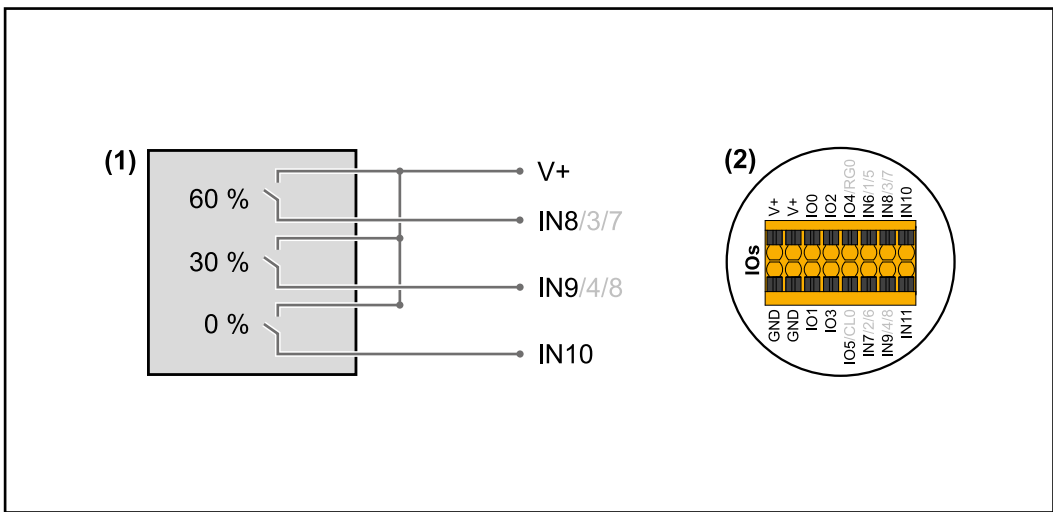 (1)
60 %
30 %
0 %
V+
IN8/3/7
IN9/4/8
IN10
(2)
V+
V+
IO0
IO2
IO4/RG0
IN6/1/5
IN8/3/7
IN10
IOs
GND
GND
IO1
IO3
IO5/CL0
IN7/2/6
IN9/4/8
IN11